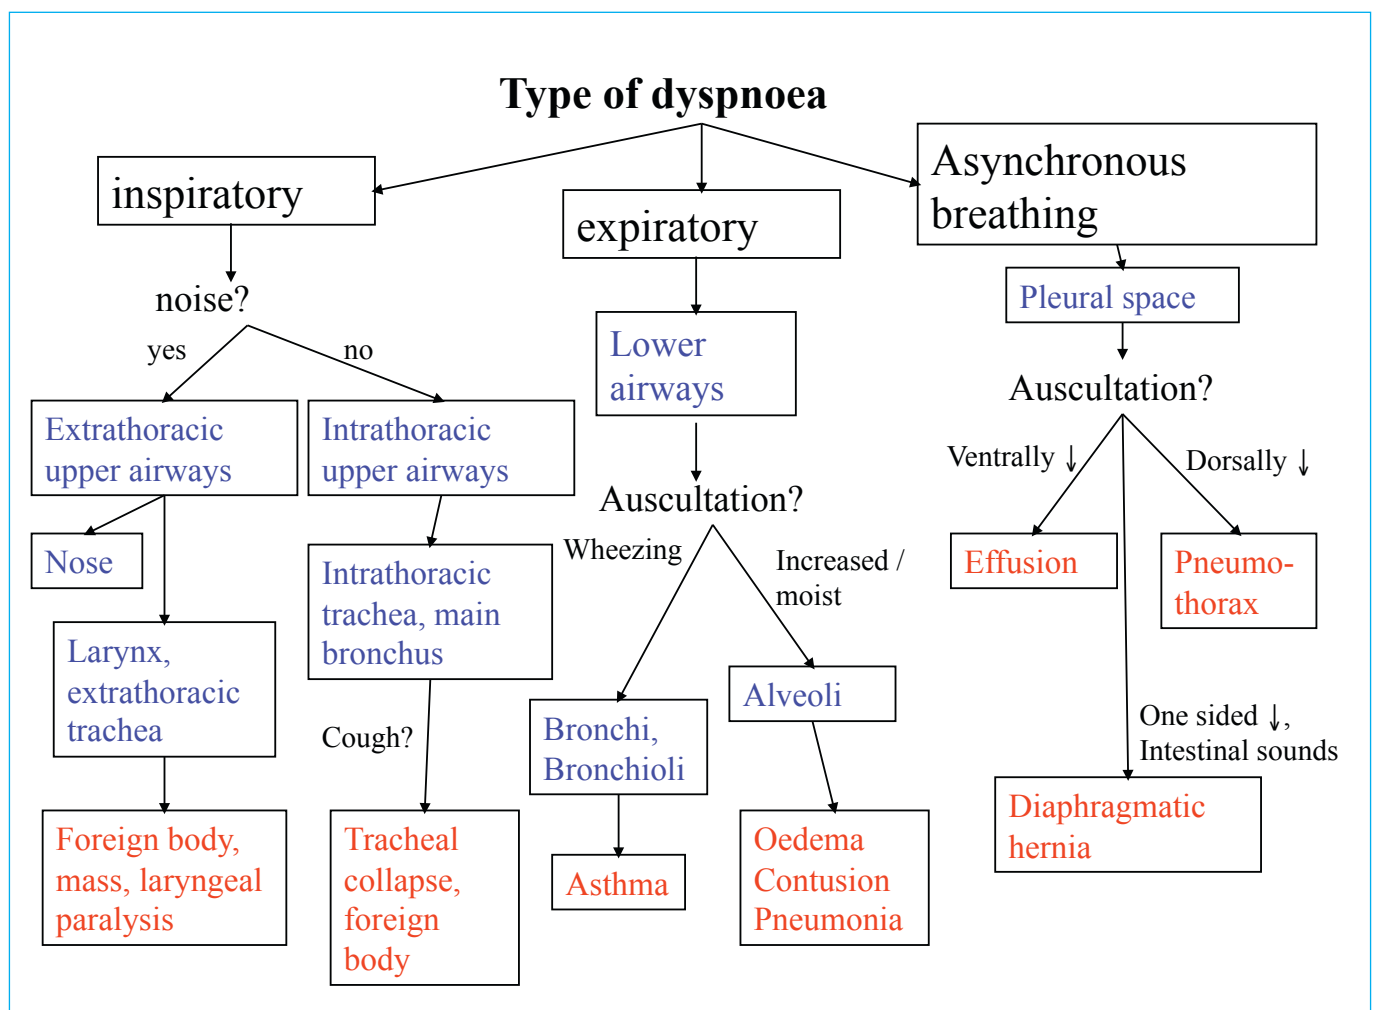 Type of dyspnoea
inspiratory
noise?
yes
no
Extrathoracic
upper airways
Intrathoracic
upper airways
Nose
Larynx,
extrathoracic
trachea
Intrathoracic
trachea, main
bronchus
Cough?
Foreign body,
mass, laryngeal
paralysis
Tracheal
collapse,
foreign
body
expiratory
Lower
airways
Auscultation?
Wheezing
Increased /
moist
Bronchi,
Bronchioli
Alveoli
Asthma
Oedema
Contusion
Pneumonia
Asynchronous
breathing
Pleural space
Auscultation?
Ventrally ↓
Dorsally ↓
Effusion
Pneumo-
thorax
One sided ↓,
Intestinal sounds
Diaphragmatic
hernia